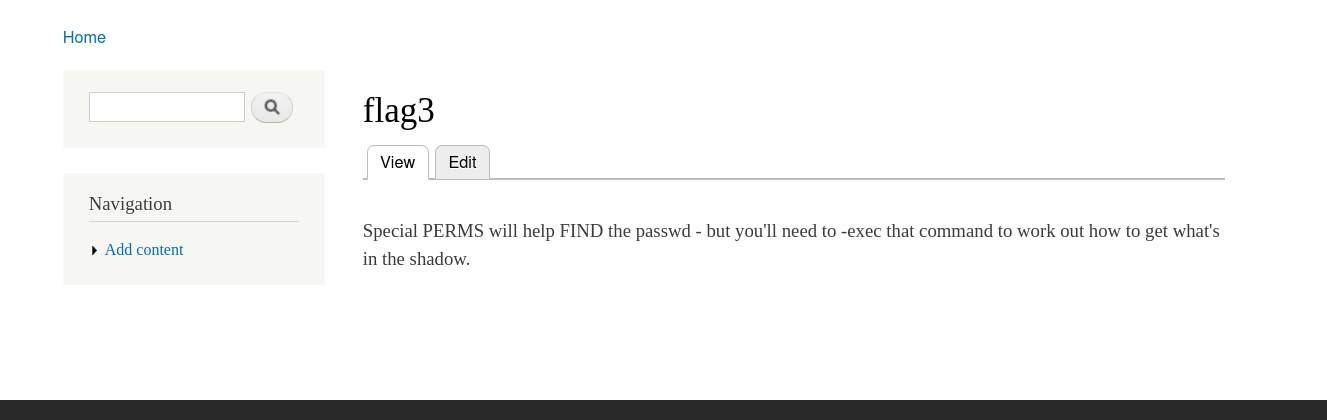 Home
flag3
View
Edit
Navigation
Add content
Special PERMS will help FIND the passwd - but you'll need to -exec that command to work out how to get what's
in the shadow.